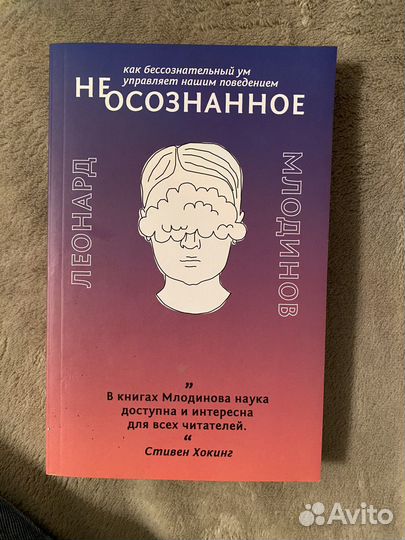 как бессознательный ум
управляет нашим поведением
НЕОСОЗНАННОЕ
ЛЕОНАРД
МЛОДИНОВ
„
В книгах Млодинова наука
доступна и интересна
для всех читателей.
“
Стивен Хокинг
Avito